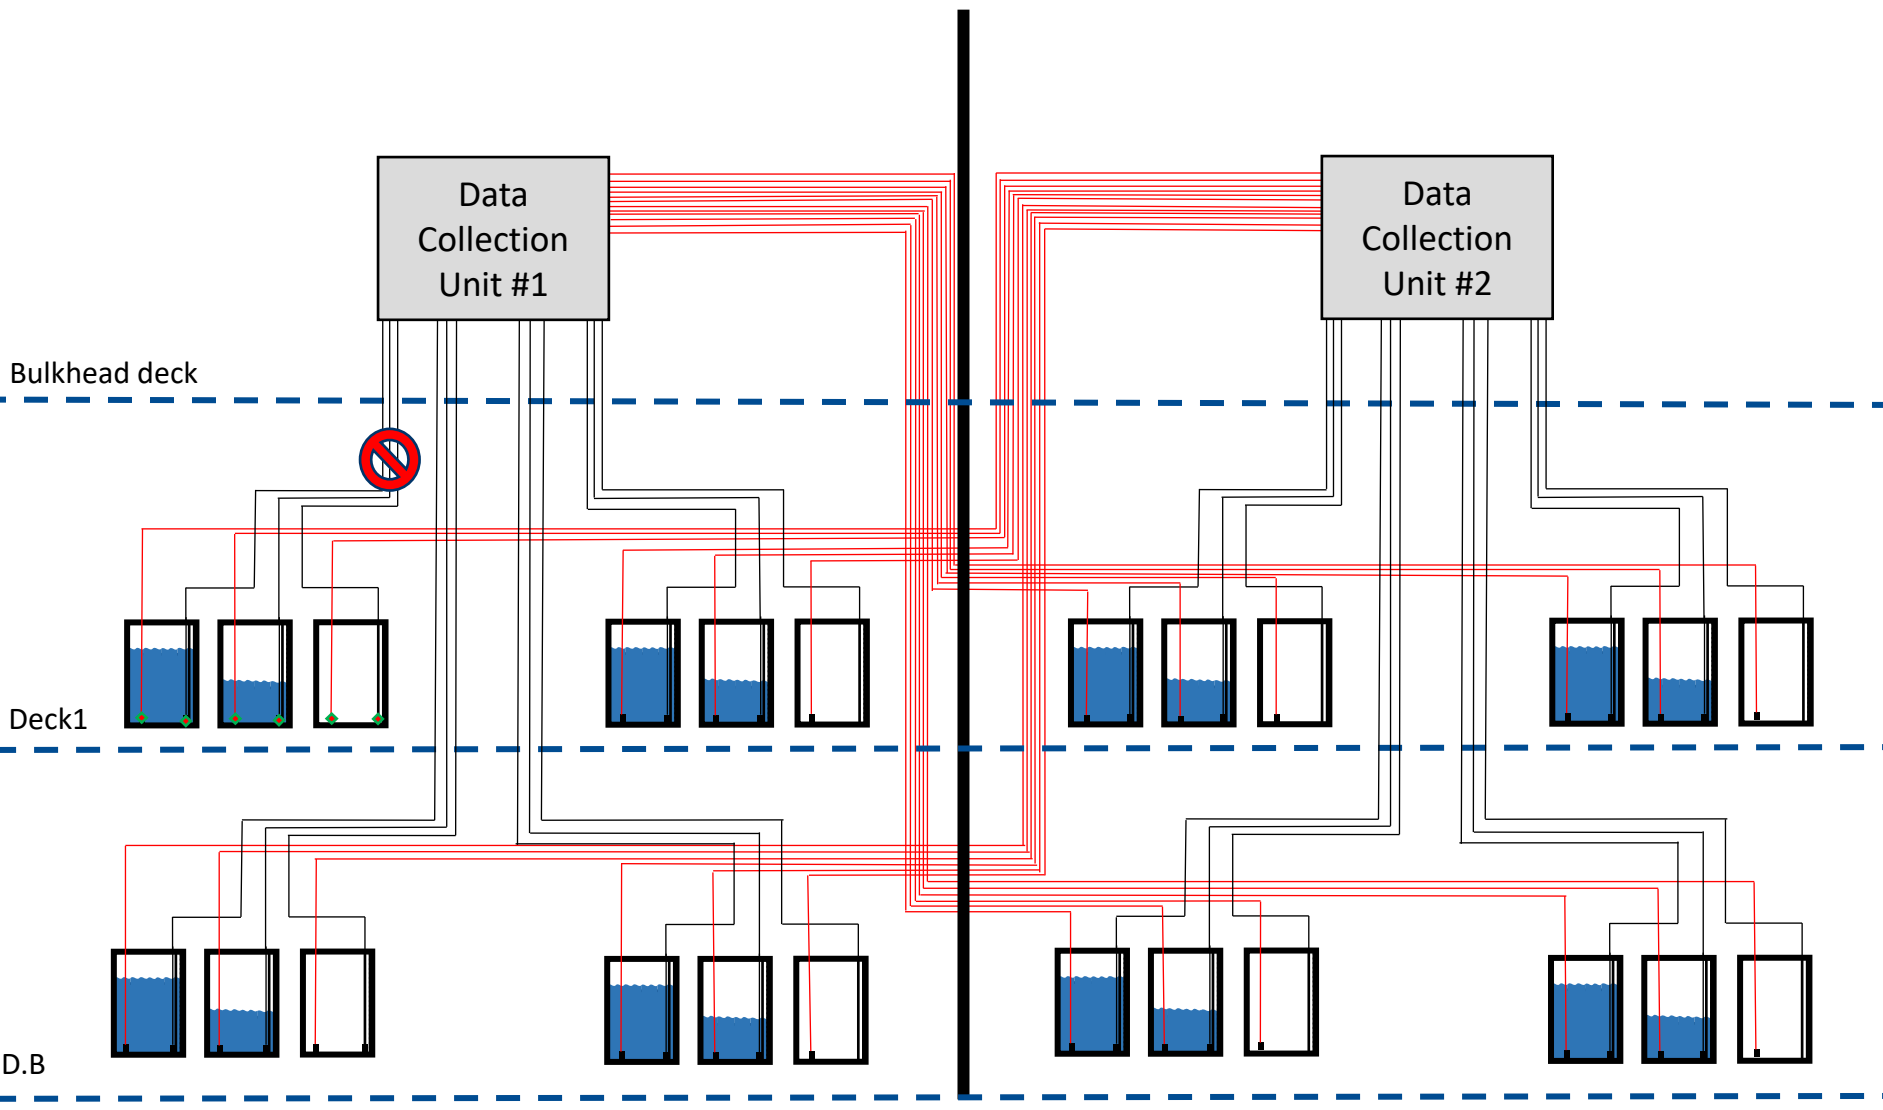 Data
Collection
Unit #1
Data
Collection
Unit #2
Bulkhead deck
Deck1
D.B